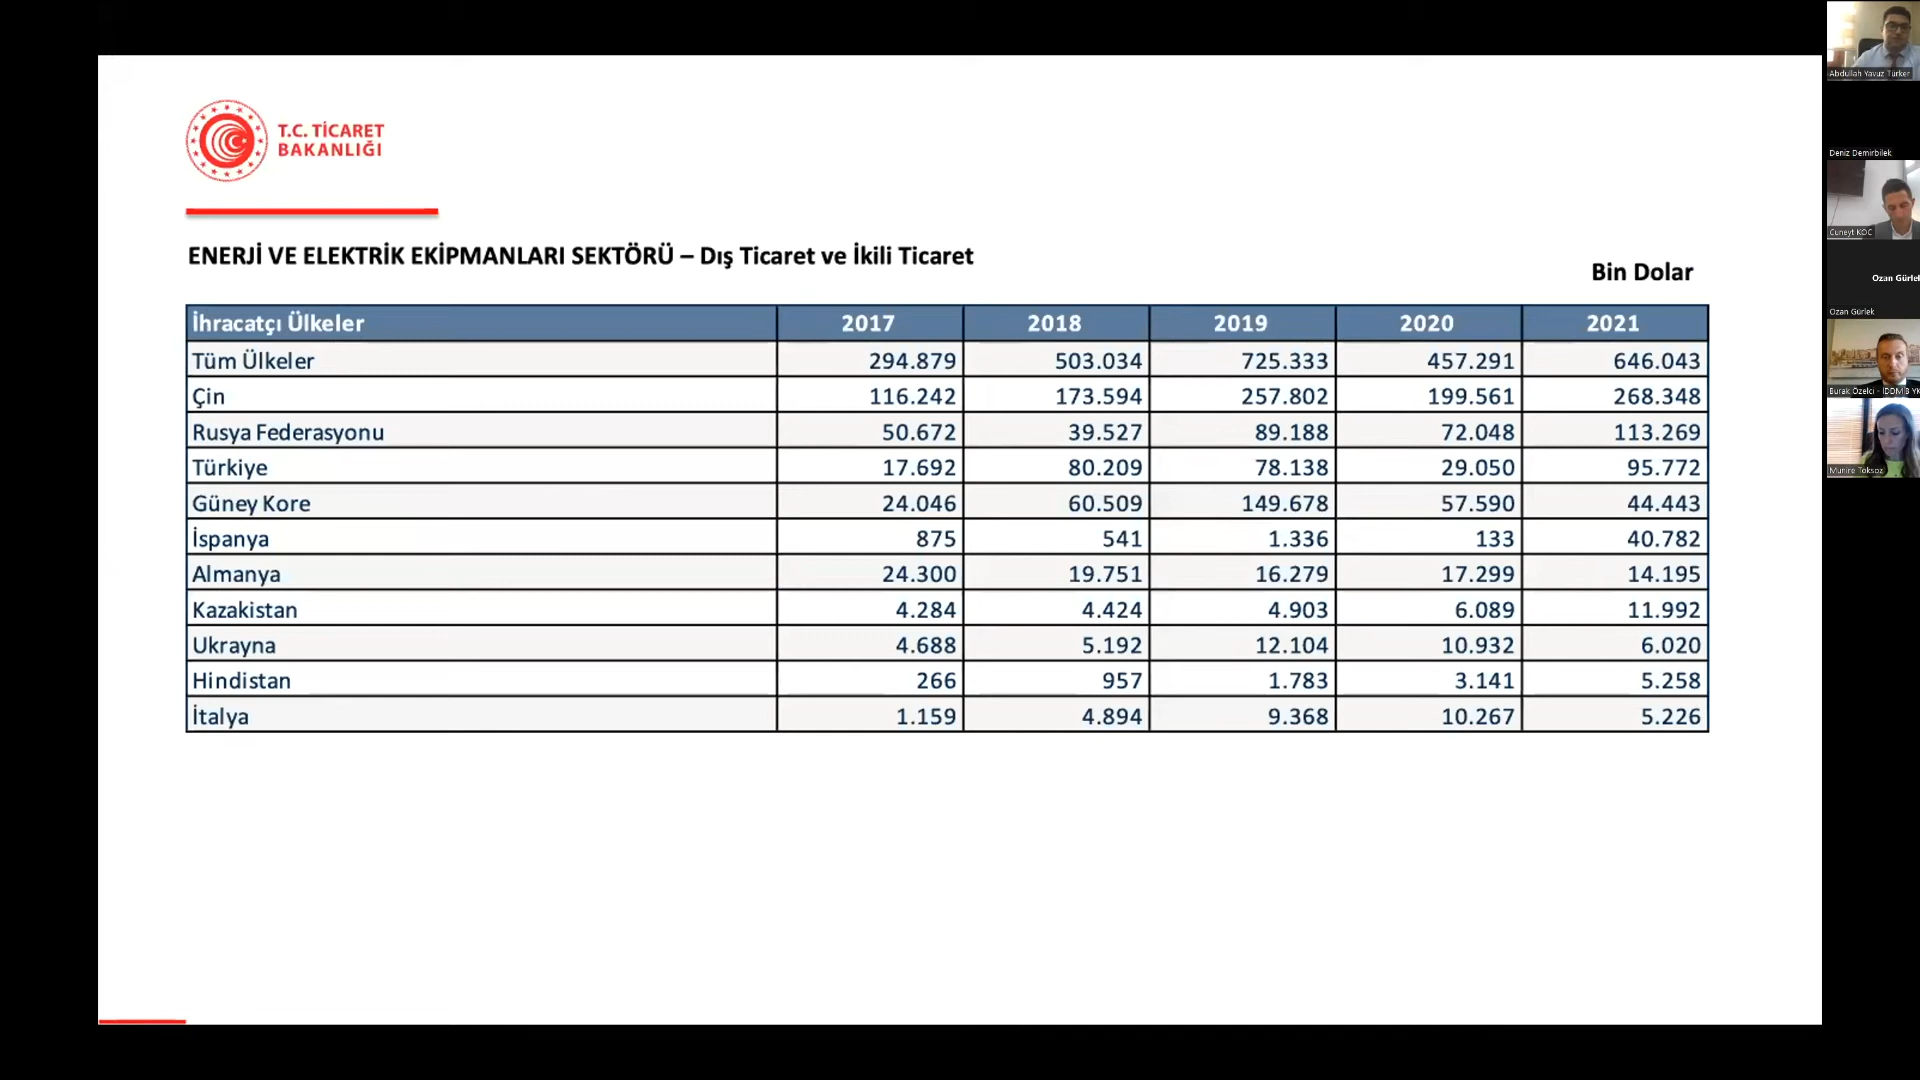 T.C. TİCARET
BAKANLIĞI
ENERJİ VE ELEKTRİK EKİPMANLARI SEKTÖRÜ – Dış Ticaret ve İkili Ticaret
Bin Dolar
İhracatçı Ülkeler 2017 2018 2019 2020 2021
Tüm Ülkeler 294.879 503.034 725.333 457.291 646.043
Çin 116.242 173.594 257.802 199.561 268.348
Rusya Federasyonu 50.672 39.527 89.188 72.048 113.269
Türkiye 17.692 80.209 78.138 29.050 95.772
Güney Kore 24.046 60.509 149.678 57.590 44.443
İspanya 875 541 1.336 133 40.782
Almanya 24.300 19.751 16.279 17.299 14.195
Kazakistan 4.284 4.424 4.903 6.089 11.992
Ukrayna 4.688 5.192 12.104 10.932 6.020
Hindistan 266 957 1.783 3.141 5.258
İtalya 1.159 4.894 9.368 10.267 5.226
Abdullah Yavuz Türker
Deniz Demirbilek
Cuneyt KOC
Ozan Gürlek
Ozan Gürlek
Burak Özelci - İDDMİB YK
Munire Toksoz